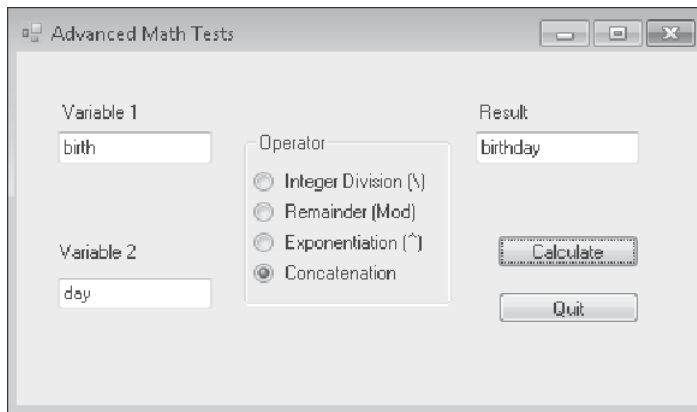 Advanced Math Tests
Variable 1
birth
Operator
Integer Division (\)
Remainder (Mod)
Exponentiation (^)
Concatenation
Variable 2
day
Result
birthday
Calculate
Quit